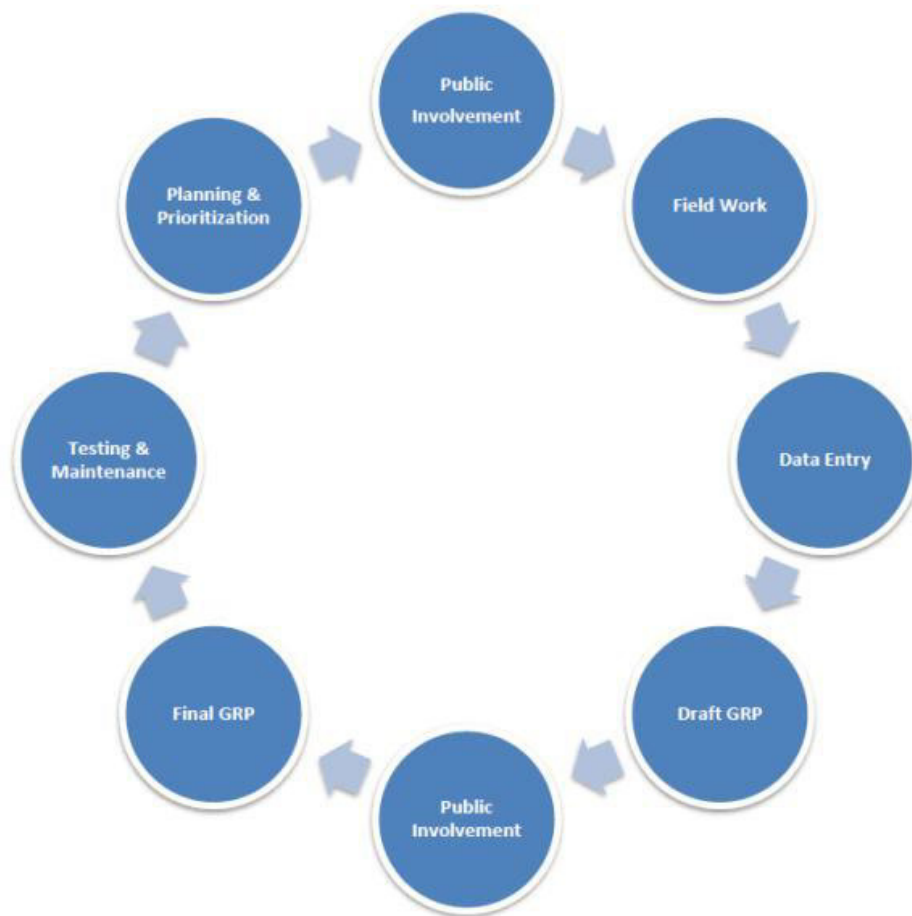 Public
Involvement
Field Work
Data Entry
Draft GRP
Public
Involvement
Final GRP
Testing &
Maintenance
Planning &
Prioritization